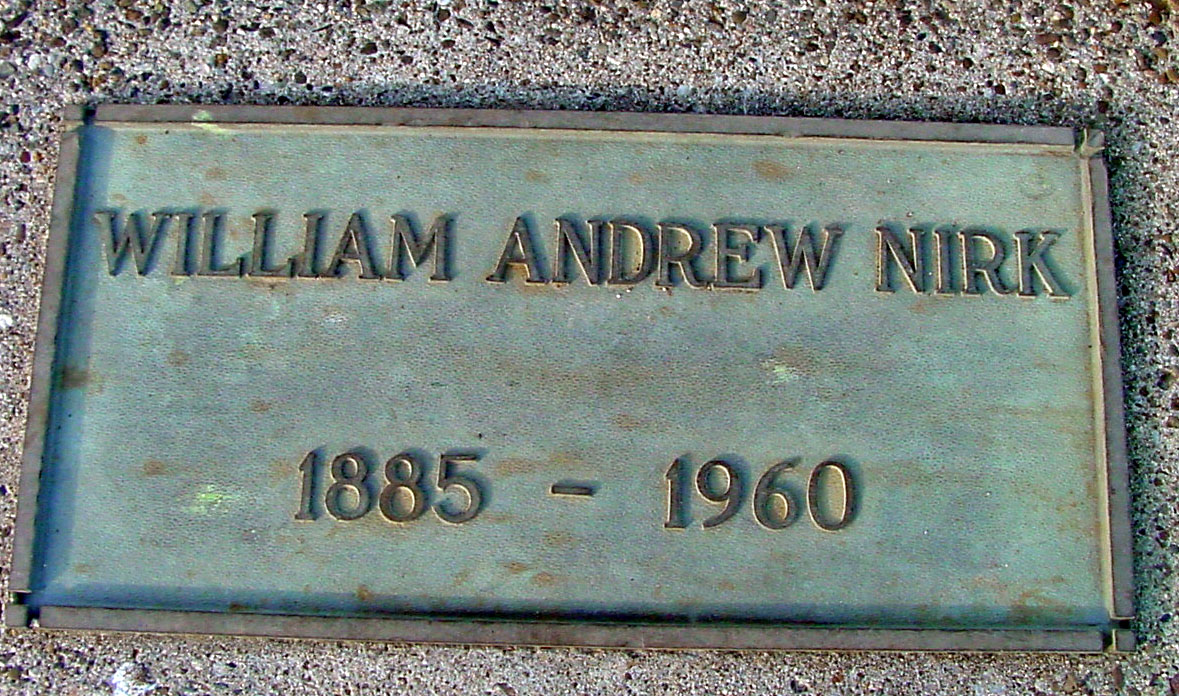 WILLIAM ANDREW NIRK
1885 - 1960